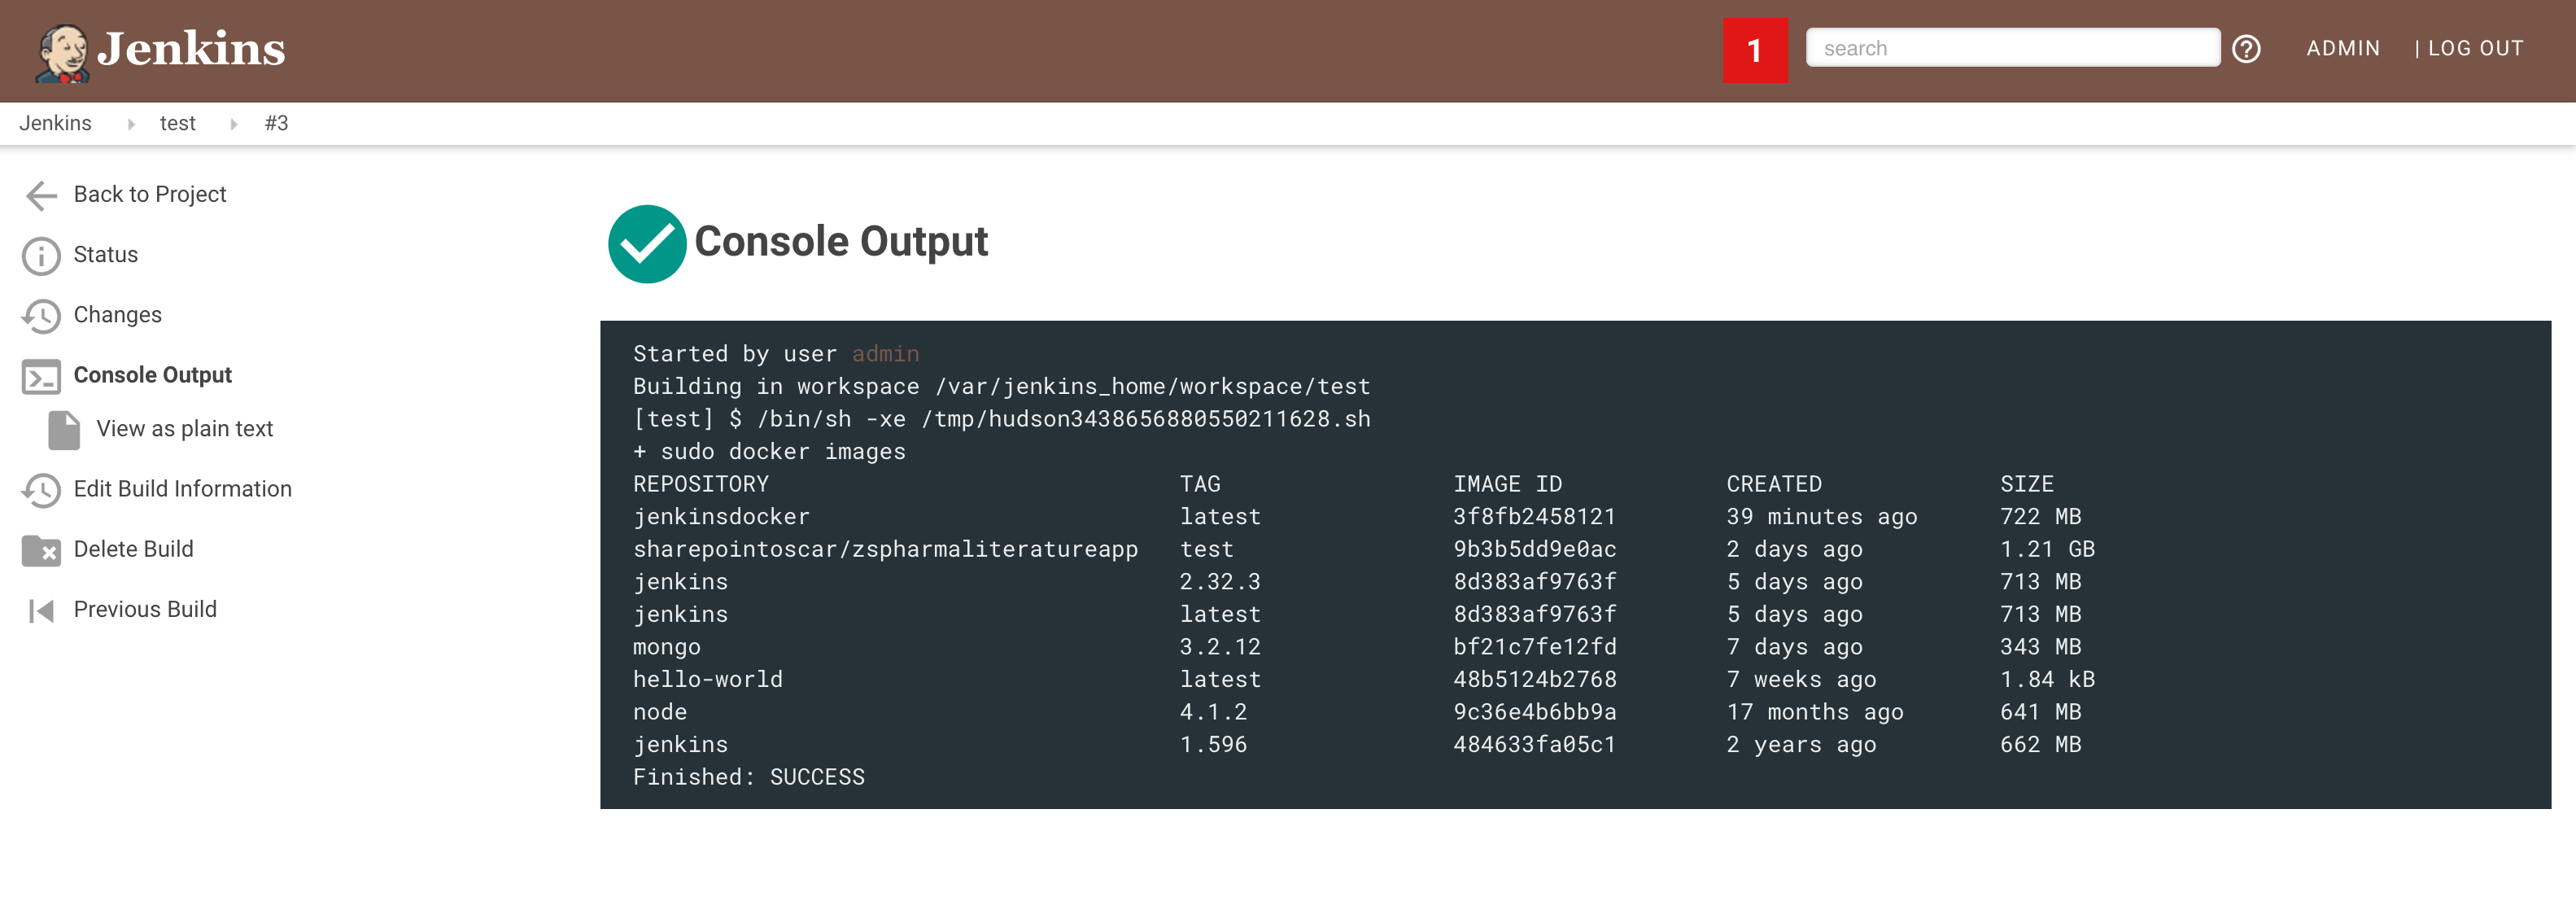 Jenkins
1
search
ADMIN
| LOG OUT
Jenkins test #3
Back to Project
Status
Changes
Console Output
View as plain text
Edit Build Information
Delete Build
Previous Build
Console Output
Started by user admin
Building in workspace /var/jenkins_home/workspace/test
[test] $ /bin/sh -xe /tmp/hudson3438656880550211628.sh
+ sudo docker images
REPOSITORY TAG IMAGE ID CREATED SIZE
jenkinsdocker latest 3f8fb2458121 39 minutes ago 722 MB
sharepointoscar/zspharmaliteratureapp test 9b3b5dd9e0ac 2 days ago 1.21 GB
jenkins 2.32.3 8d383af9763f 5 days ago 713 MB
jenkins latest 8d383af9763f 5 days ago 713 MB
mongo 3.2.12 bf21c7fe12fd 7 days ago 343 MB
hello-world latest 48b5124b2768 7 weeks ago 1.84 kB
node 4.1.2 9c36e4b6bb9a 17 months ago 641 MB
jenkins 1.596 484633fa05c1 2 years ago 662 MB
Finished: SUCCESS